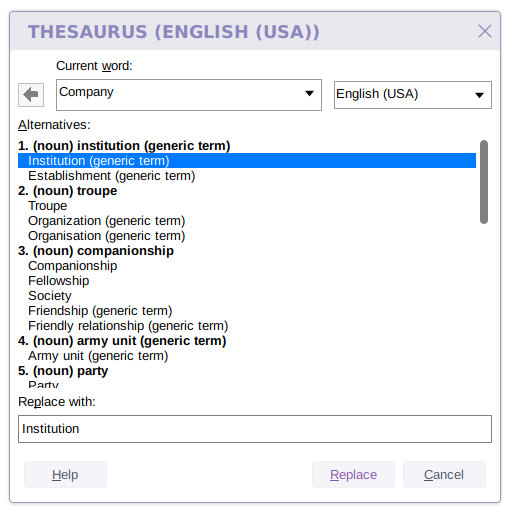 THESAURUS (ENGLISH (USA))
Current word:
Company
English (USA)
Alternatives:
1. (noun) institution (generic term)
Institution (generic term)
Establishment (generic term)
2. (noun) troupe
Troupe
Organization (generic term)
Organisation (generic term)
3. (noun) companionship
Companionship
Fellowship
Society
Friendship (generic term)
Friendly relationship (generic term)
4. (noun) army unit (generic term)
Army unit (generic term)
5. (noun) party
Party
Replace with:
Institution
Help
Replace
Cancel